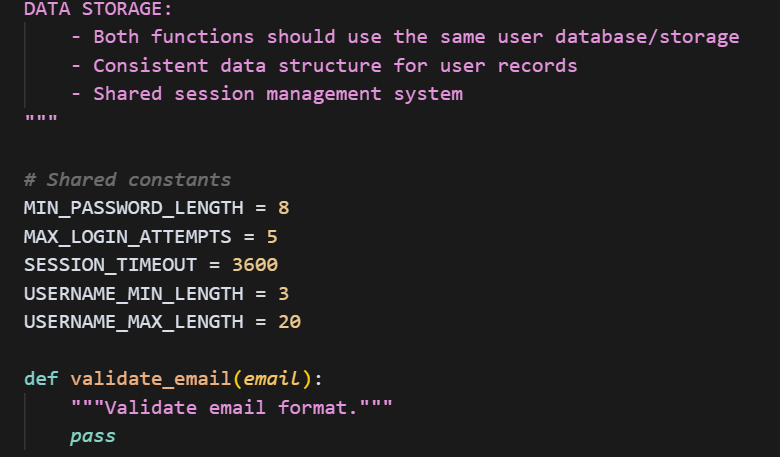 DATA STORAGE:
    - Both functions should use the same user database/storage
    - Consistent data structure for user records
    - Shared session management system
"""

# Shared constants
MIN_PASSWORD_LENGTH = 8
MAX_LOGIN_ATTEMPTS = 5
SESSION_TIMEOUT = 3600
USERNAME_MIN_LENGTH = 3
USERNAME_MAX_LENGTH = 20

def validate_email(email):
    """Validate email format."""
    pass